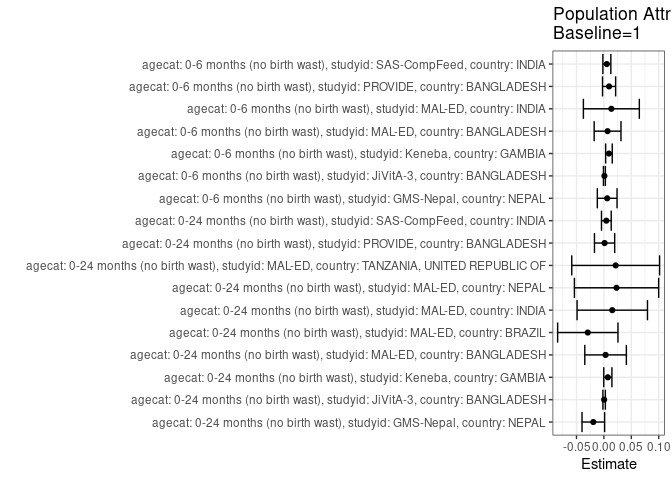 Population Attr
Baseline=1
agecat: 0-6 months (no birth wast), studyid: SAS-CompFeed, country: INDIA
agecat: 0-6 months (no birth wast), studyid: PROVIDE, country: BANGLADESH
agecat: 0-6 months (no birth wast), studyid: MAL-ED, country: INDIA
agecat: 0-6 months (no birth wast), studyid: MAL-ED, country: BANGLADESH
agecat: 0-6 months (no birth wast), studyid: Keneba, country: GAMBIA
agecat: 0-6 months (no birth wast), studyid: JiVitA-3, country: BANGLADESH
agecat: 0-6 months (no birth wast), studyid: GMS-Nepal, country: NEPAL
agecat: 0-24 months (no birth wast), studyid: SAS-CompFeed, country: INDIA
agecat: 0-24 months (no birth wast), studyid: PROVIDE, country: BANGLADESH
agecat: 0-24 months (no birth wast), studyid: MAL-ED, country: TANZANIA, UNITED REPUBLIC OF
agecat: 0-24 months (no birth wast), studyid: MAL-ED, country: NEPAL
agecat: 0-24 months (no birth wast), studyid: MAL-ED, country: INDIA
agecat: 0-24 months (no birth wast), studyid: MAL-ED, country: BRAZIL
agecat: 0-24 months (no birth wast), studyid: MAL-ED, country: BANGLADESH
agecat: 0-24 months (no birth wast), studyid: Keneba, country: GAMBIA
agecat: 0-24 months (no birth wast), studyid: JiVitA-3, country: BANGLADESH
agecat: 0-24 months (no birth wast), studyid: GMS-Nepal, country: NEPAL
-0.05 0.00 0.05 0.10
Estimate